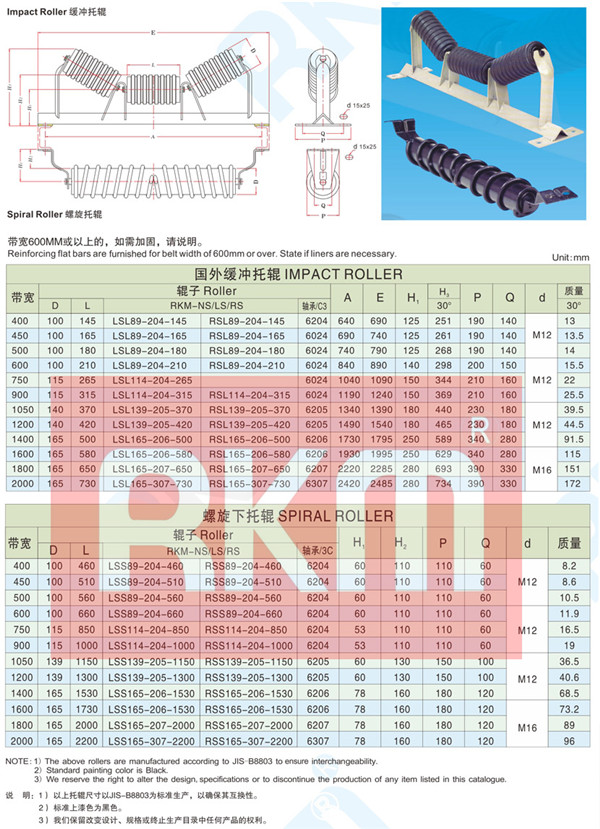 Impact Roller 缓冲托辊
E
D
L
H₃
H₁
A
d 15x25
Q
P
d 15x25
H₂
H₁
D
A
Q
P
Spiral Roller 螺旋托辊
带宽600MM或以上的，如需加固，请说明。
Reinforcing flat bars are furnished for belt width of 600mm or over. State if liners are necessary.
Unit:mm
国外缓冲托辊 IMPACT ROLLER
带宽 辊子 Roller A E H₁ H₃ 30° P Q d 质量 30°
D L RKM-NS/LS/RS 轴承/C3
400 100 145 LSL89-204-145 RSL89-204-145 6204 640 690 125 251 190 140 M12 13
450 100 165 LSL89-204-165 RSL89-204-165 6024 690 740 125 261 190 140 13.5
500 100 180 LSL89-204-180 RSL89-204-180 6024 740 790 125 268 190 140 14
600 100 210 LSL89-204-210 RSL89-204-210 6024 840 890 140 298 200 150 M12 15.5
750 115 265 LSL114-204-265 6024 1040 1090 150 344 210 160 22
900 115 315 LSL114-204-315 RSL114-204-315 6204 1190 1240 150 369 210 160 25.5
1050 140 370 LSL139-205-370 RSL139-205-370 6205 1340 1390 180 440 230 180 M12 39.5
1200 140 420 LSL139-205-420 RSL139-205-420 6205 1490 1540 180 465 230 180 44.5
1400 165 500 LSL165-206-500 RSL165-206-500 6206 1730 1795 250 589 340 280 91.5
1600 165 580 LSL165-206-580 RSL165-206-580 6206 1930 1995 250 629 340 280 M16 115
1800 165 650 LSL165-207-650 RSL165-207-650 6207 2220 2285 280 693 390 330 151
2000 165 730 LSL165-307-730 RSL165-307-730 6307 2420 2485 280 734 390 330 172
RKM®
螺旋下托辊 SPIRAL ROLLER
带宽 辊子 Roller H₁ H₂ P Q d 质量
D L RKM-NS/LS/RS 轴承/3C
400 100 460 LSS89-204-460 RSS89-204-460 6204 60 110 110 60 M12 8.2
450 100 510 LSS89-204-510 RSS89-204-510 6204 60 110 110 60 8.6
500 100 560 LSS89-204-560 RSS89-204-560 6204 60 110 110 60 10.5
600 100 660 LSS89-204-660 RSS89-204-660 6204 60 110 110 60 M12 11.9
750 115 850 LSS114-204-850 RSS114-204-850 6204 53 110 110 60 16.5
900 115 1000 LSS114-204-1000 RSS114-204-1000 6204 53 110 110 60 19
1050 139 1150 LSS139-205-1150 RSS139-205-1150 6205 60 130 150 100 M12 36.5
1200 139 1300 LSS139-205-1300 RSS139-205-1300 6205 60 130 150 100 40.6
1400 165 1530 LSS165-206-1530 RSS165-206-1530 6206 78 160 180 120 68.5
1600 165 1730 LSS165-206-1730 RSS165-206-1730 6206 78 160 180 120 M16 73.2
1800 165 2000 LSS165-207-2000 RSS165-207-2000 6207 78 160 180 120 89
2000 165 2200 LSS165-307-2200 RSS165-307-2200 6307 78 160 180 120 96
NOTE: 1) The above rollers are manufactured according to JIS-B8803 to ensure interchangeability.
2) Standard painting color is Black.
3) We reserve the right to alter the design, specifications or to discontinue the production of any item listed in this catalogue.
说 明：1）以上托辊尺寸以JIS-B8803为标准生产，以确保其互换性。
2）标准上漆色为黑色。
3）我们保留改变设计、规格或终止生产目录中任何产品的权利。